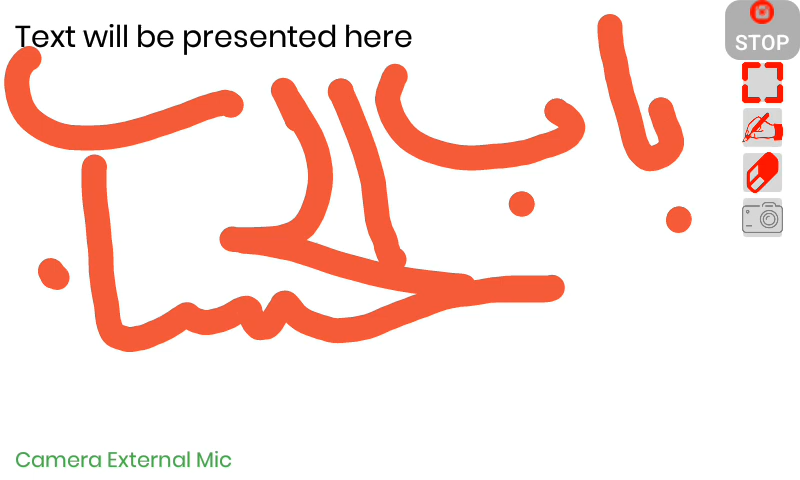 Text will be presented here
باب الحساب
STOP
Camera External Mic